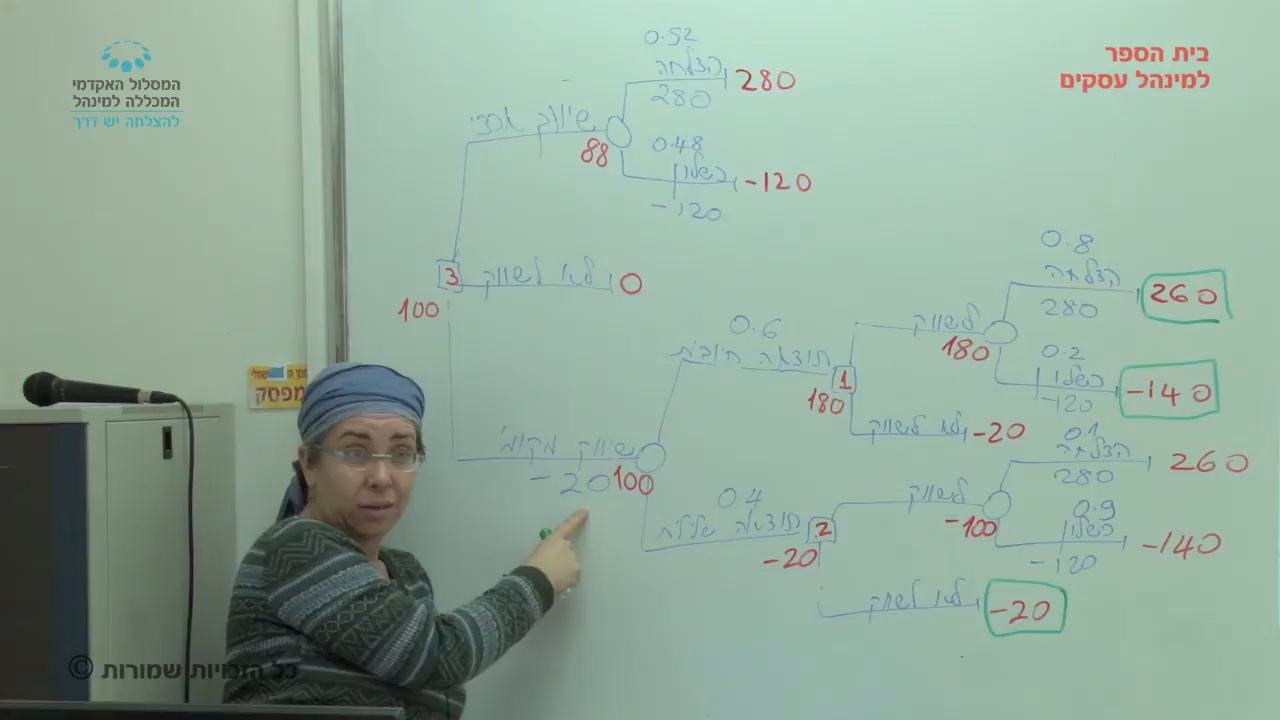 המסלול האקדמי
המכללה למינהל
להצלחה יש דרך
בית הספר
למינהל עסקים
0.52
הצלחה
280
280
שיווק ארצי
88
0.48
כשלון
-120
-120
3
לא לשווק
0
100
שיווק מקומי
-20
100
0.6
תוצאה חיובית
1
180
לשווק
180
0.8
הצלחה
280
260
0.2
כשלון
-120
-140
לא לשווק
-20
0.4
תוצאה שלילית
2
-20
לשווק
-100
0.1
הצלחה
280
260
0.9
כשלון
-120
-140
לא לשווק
-20
מפסק
© כל הזכויות שמורות